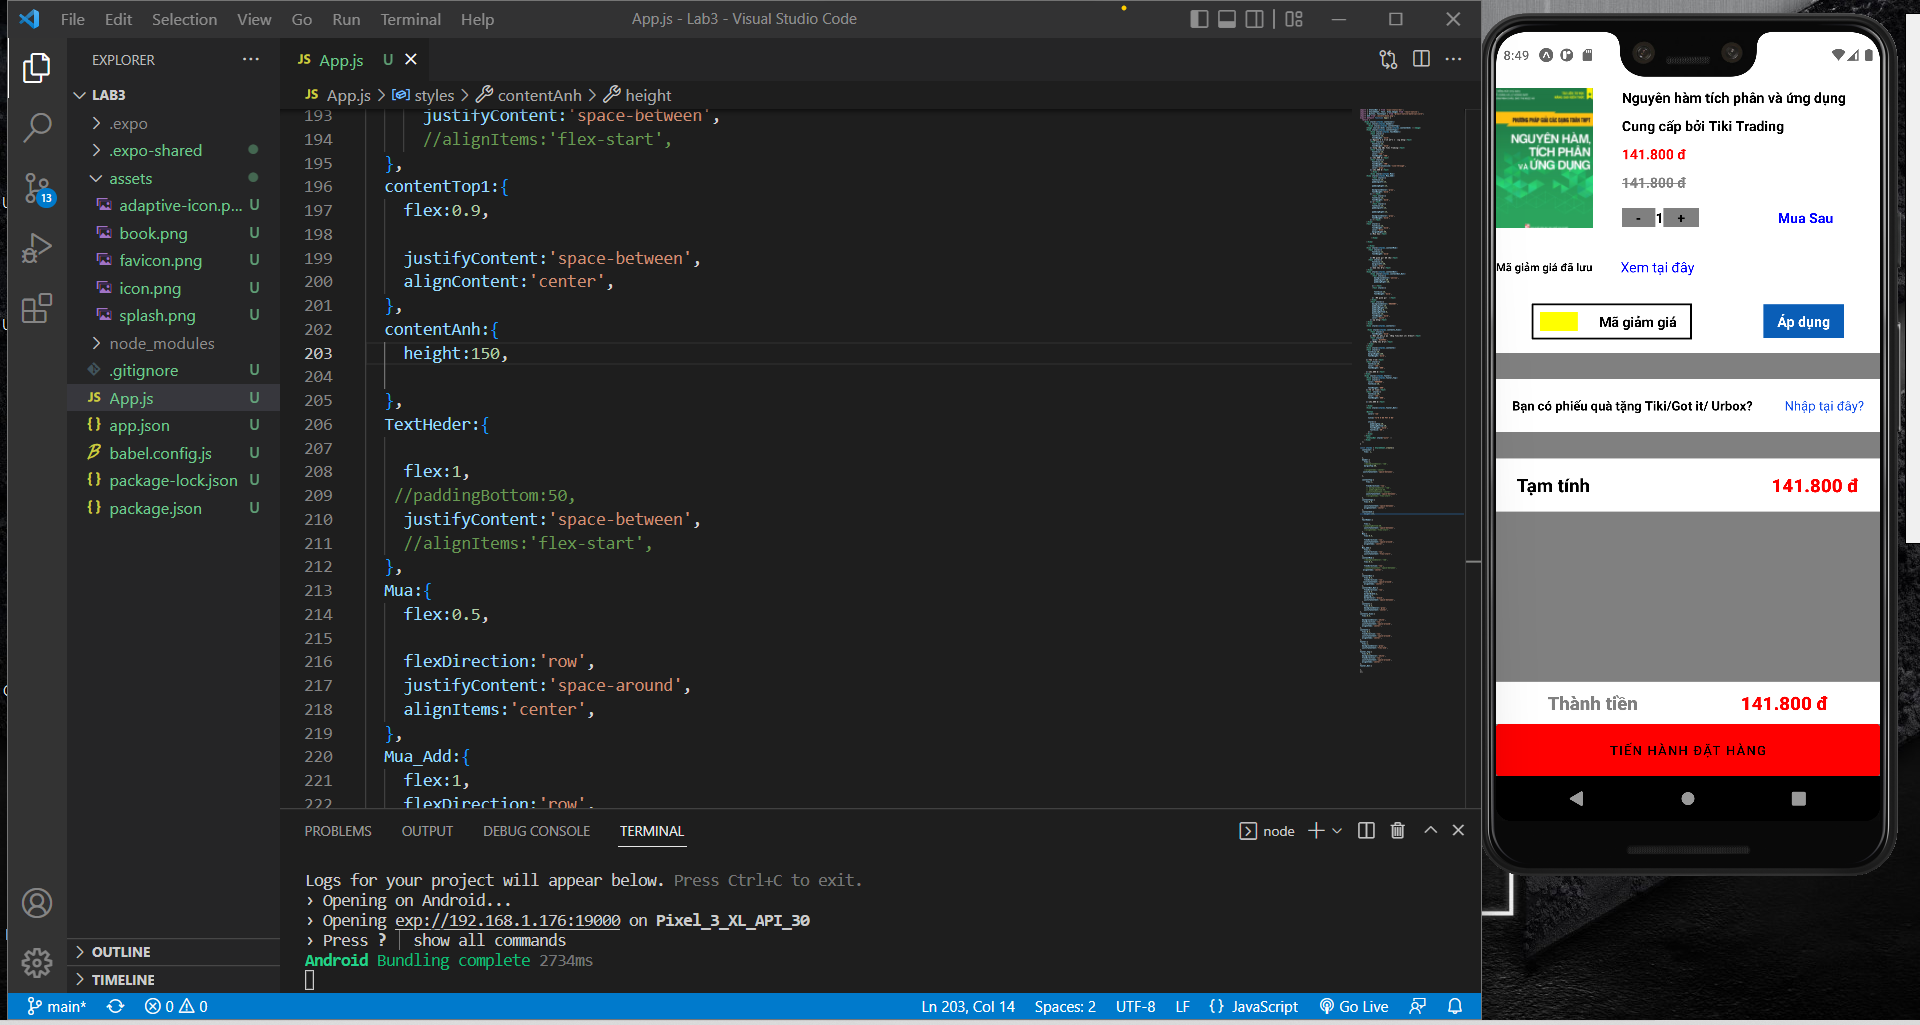 File Edit Selection View Go Run Terminal Help
App.js - Lab3 - Visual Studio Code
EXPLORER
LAB3
.expo
.expo-shared
assets
adaptive-icon.p... U
book.png U
favicon.png U
icon.png U
splash.png U
node_modules
.gitignore U
JS App.js U
{} app.json U
babel.config.js U
{} package-lock.json U
{} package.json U
OUTLINE
TIMELINE
13
JS App.js U
JS App.js > styles > contentAnh > height
193 justifyContent:'space-between',
194 //alignItems:'flex-start',
195 },
196 contentTop1:{
197 flex:0.9,
198
199 justifyContent:'space-between',
200 alignContent:'center',
201 },
202 contentAnh:{
203 height:150,
204
205 },
206 TextHeder:{
207
208 flex:1,
209 //paddingBottom:50,
210 justifyContent:'space-between',
211 //alignItems:'flex-start',
212 },
213 Mua:{
214 flex:0.5,
215
216 flexDirection:'row',
217 justifyContent:'space-around',
218 alignItems:'center',
219 },
220 Mua_Add:{
221 flex:1,
222 flexDirection:'row',
PROBLEMS OUTPUT DEBUG CONSOLE TERMINAL
node
Logs for your project will appear below. Press Ctrl+C to exit.
› Opening on Android...
› Opening exp://192.168.1.176:19000 on Pixel_3_XL_API_30
› Press ? │ show all commands
Android Bundling complete 2734ms
main* 0 0
Ln 203, Col 14 Spaces: 2 UTF-8 LF {} JavaScript Go Live
8:49
PHƯƠNG PHÁP GIẢI CÁC DẠNG TOÁN THPT
NGUYÊN HÀM,
TÍCH PHÂN
VÀ ỨNG DỤNG
Nguyên hàm tích phân và ứng dụng
Cung cấp bởi Tiki Trading
141.800 đ
141.800 đ
- 1 + Mua Sau
Mã giảm giá đã lưu Xem tại đây
Mã giảm giá Áp dụng
Bạn có phiếu quà tặng Tiki/Got it/ Urbox? Nhập tại đây?
Tạm tính 141.800 đ
Thành tiền 141.800 đ
TIẾN HÀNH ĐẶT HÀNG